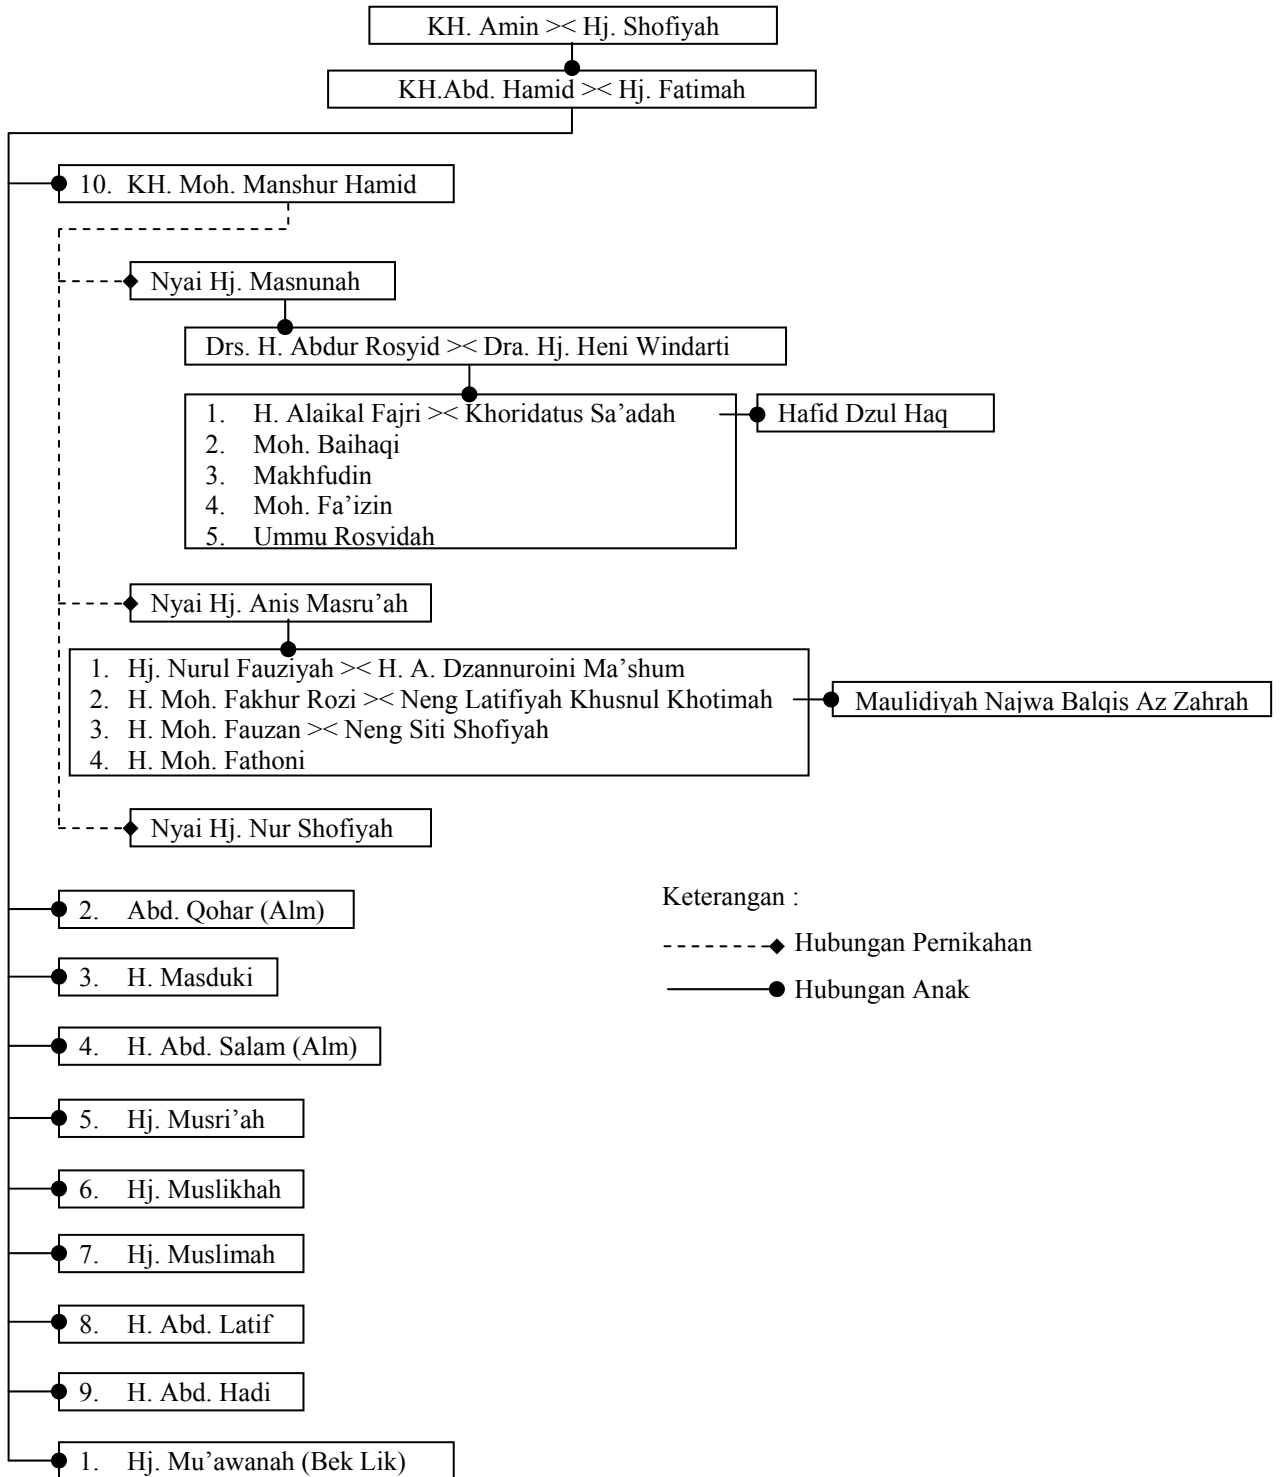 KH. Amin >< Hj. Shofiyah
KH.Abd. Hamid >< Hj. Fatimah
10. KH. Moh. Manshur Hamid
Nyai Hj. Masnunah
Drs. H. Abdur Rosyid >< Dra. Hj. Heni Windarti
1. H. Alaikal Fajri >< Khoridatus Sa’adah
Hafid Dzul Haq
2. Moh. Baihaqi
3. Makhfudin
4. Moh. Fa’izin
5. Ummu Rosyidah
Nyai Hj. Anis Masru’ah
1. Hj. Nurul Fauziyah >< H. A. Dzannuroini Ma’shum
2. H. Moh. Fakhur Rozi >< Neng Latifiyah Khusnul Khotimah
Maulidiyah Najwa Balqis Az Zahrah
3. H. Moh. Fauzan >< Neng Siti Shofiyah
4. H. Moh. Fathoni
Nyai Hj. Nur Shofiyah
2. Abd. Qohar (Alm)
3. H. Masduki
4. H. Abd. Salam (Alm)
5. Hj. Musri’ah
6. Hj. Muslikhah
7. Hj. Muslimah
8. H. Abd. Latif
9. H. Abd. Hadi
1. Hj. Mu’awanah (Bek Lik)
Keterangan :
Hubungan Pernikahan
Hubungan Anak